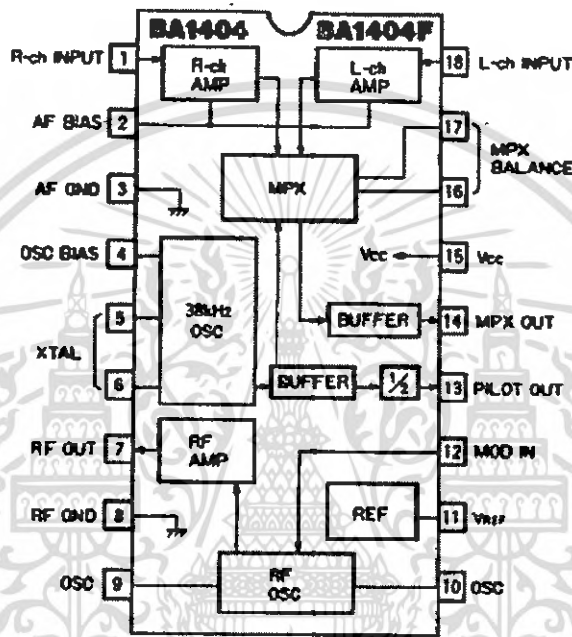 BA1404 BA1404F
R-ch INPUT 1
R-ch AMP
L-ch AMP
18 L-ch INPUT
AF BIAS 2
17
MPX BALANCE
16
MPX
AF GND 3
OSC BIAS 4
Vcc
15 Vcc
38kHz OSC
5
XTAL
6
BUFFER
14 MPX OUT
BUFFER
1/2
13 PILOT OUT
RF OUT 7
RF AMP
12 MOD IN
RF GND 8
REF
11 VREF
OSC 9
RF OSC
10 OSC